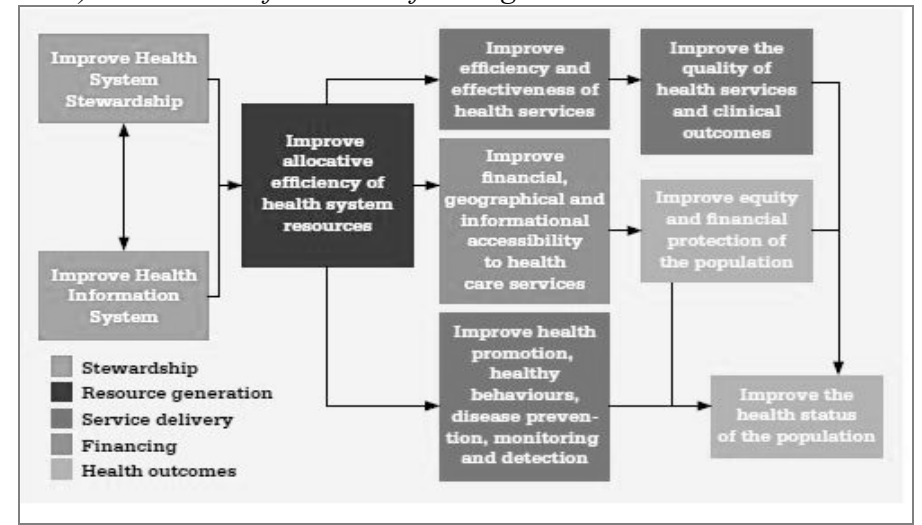 Improve Health
System
Stewardship
Improve Health
Information
System
Improve
allocative
efficiency of
health system
resources
Improve
efficiency and
effectiveness of
health services
Improve
financial,
geographical and
informational
accessibility
to health
care services
Improve health
promotion,
healthy
behaviours,
disease preven-
tion, monitoring
and detection
Improve the
quality of
health services
and clinical
outcomes
Improve equity
and financial
protection of
the population
Improve the
health status
of the population
Stewardship
Resource generation
Service delivery
Financing
Health outcomes